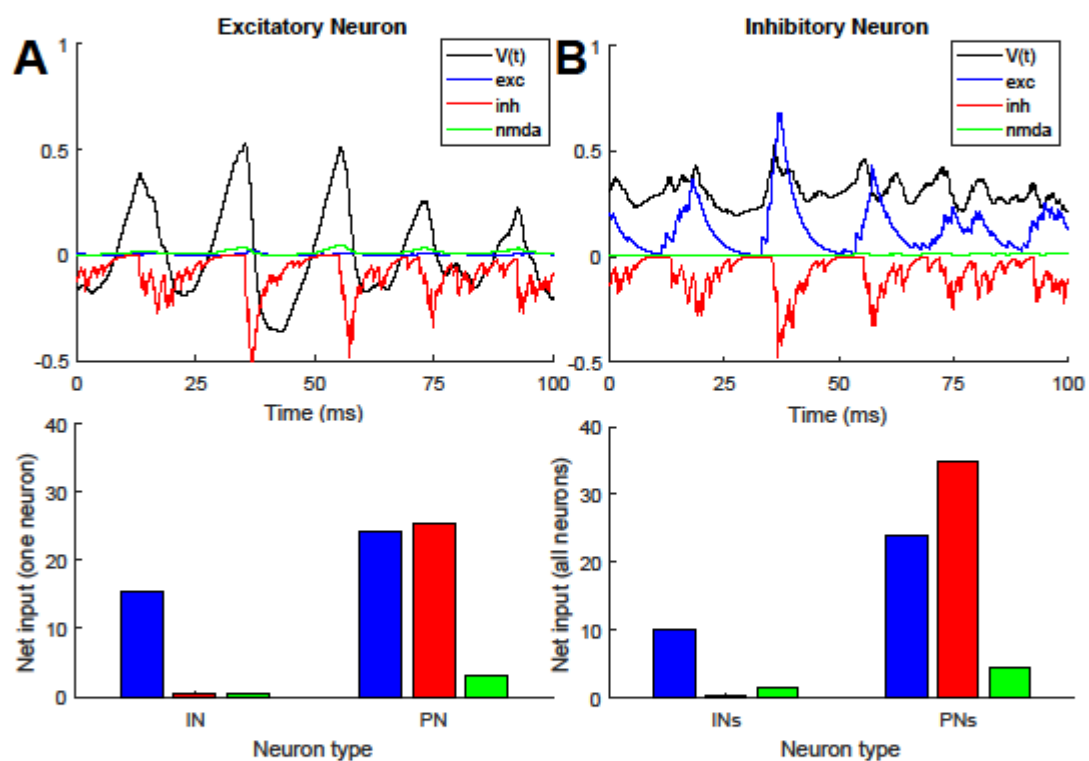 A
Excitatory Neuron
1
0.5
0
-0.5
V(t)
exc
inh
nmda
0
25
50
75
100
Time (ms)
B
Inhibitory Neuron
1
0.5
0
-0.5
V(t)
exc
inh
nmda
0
25
50
75
100
Time (ms)
Net input (one neuron)
40
30
20
10
0
IN
PN
Neuron type
Net input (all neurons)
40
30
20
10
0
INs
PNs
Neuron type